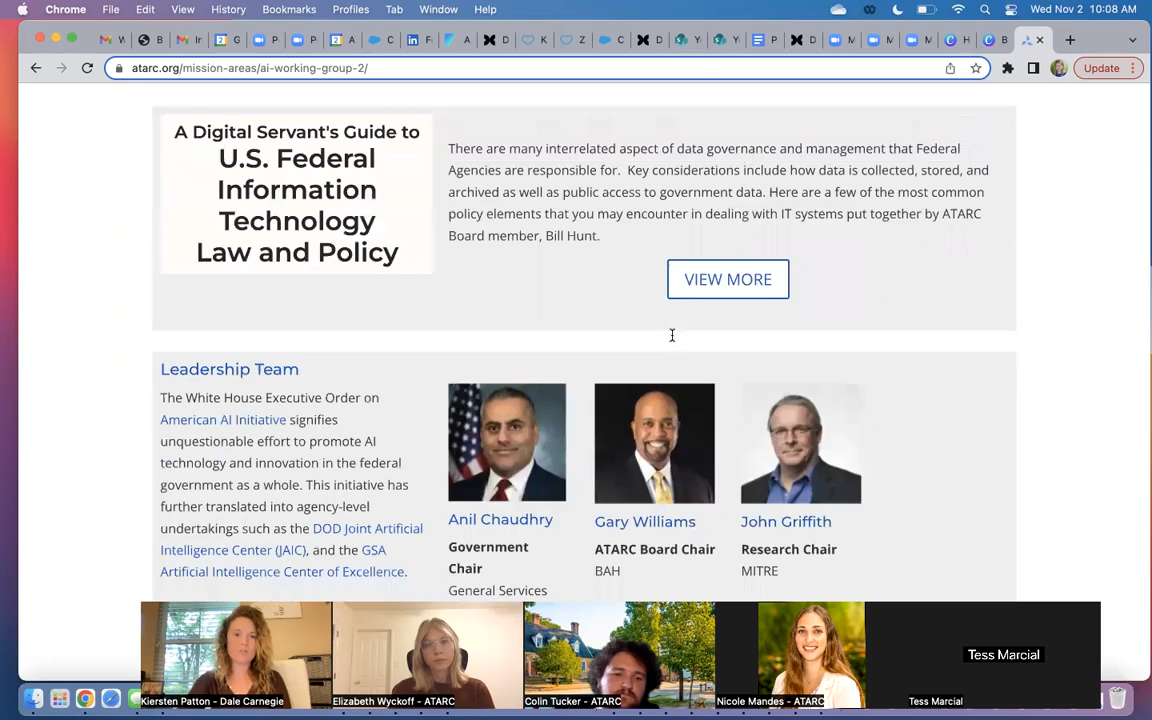 Chrome File Edit View History Bookmarks Profiles Tab Window Help Wed Nov 2 10:08 AM
atarc.org/mission-areas/ai-working-group-2/ Update
A Digital Servant's Guide to
U.S. Federal
Information
Technology
Law and Policy
There are many interrelated aspect of data governance and management that Federal
Agencies are responsible for. Key considerations include how data is collected, stored, and
archived as well as public access to government data. Here are a few of the most common
policy elements that you may encounter in dealing with IT systems put together by ATARC
Board member, Bill Hunt.
VIEW MORE
Leadership Team
The White House Executive Order on
American AI Initiative signifies
unquestionable effort to promote AI
technology and innovation in the federal
government as a whole. This initiative has
further translated into agency-level
undertakings such as the DOD Joint Artificial
Intelligence Center (JAIC), and the GSA
Artificial Intelligence Center of Excellence.
Anil Chaudhry
Government
Chair
General Services
Gary Williams
ATARC Board Chair
BAH
John Griffith
Research Chair
MITRE
Tess Marcial
Kiersten Patton - Dale Carnegie
Elizabeth Wyckoff - ATARC
Colin Tucker - ATARC
Nicole Mandes - ATARC
Tess Marcial